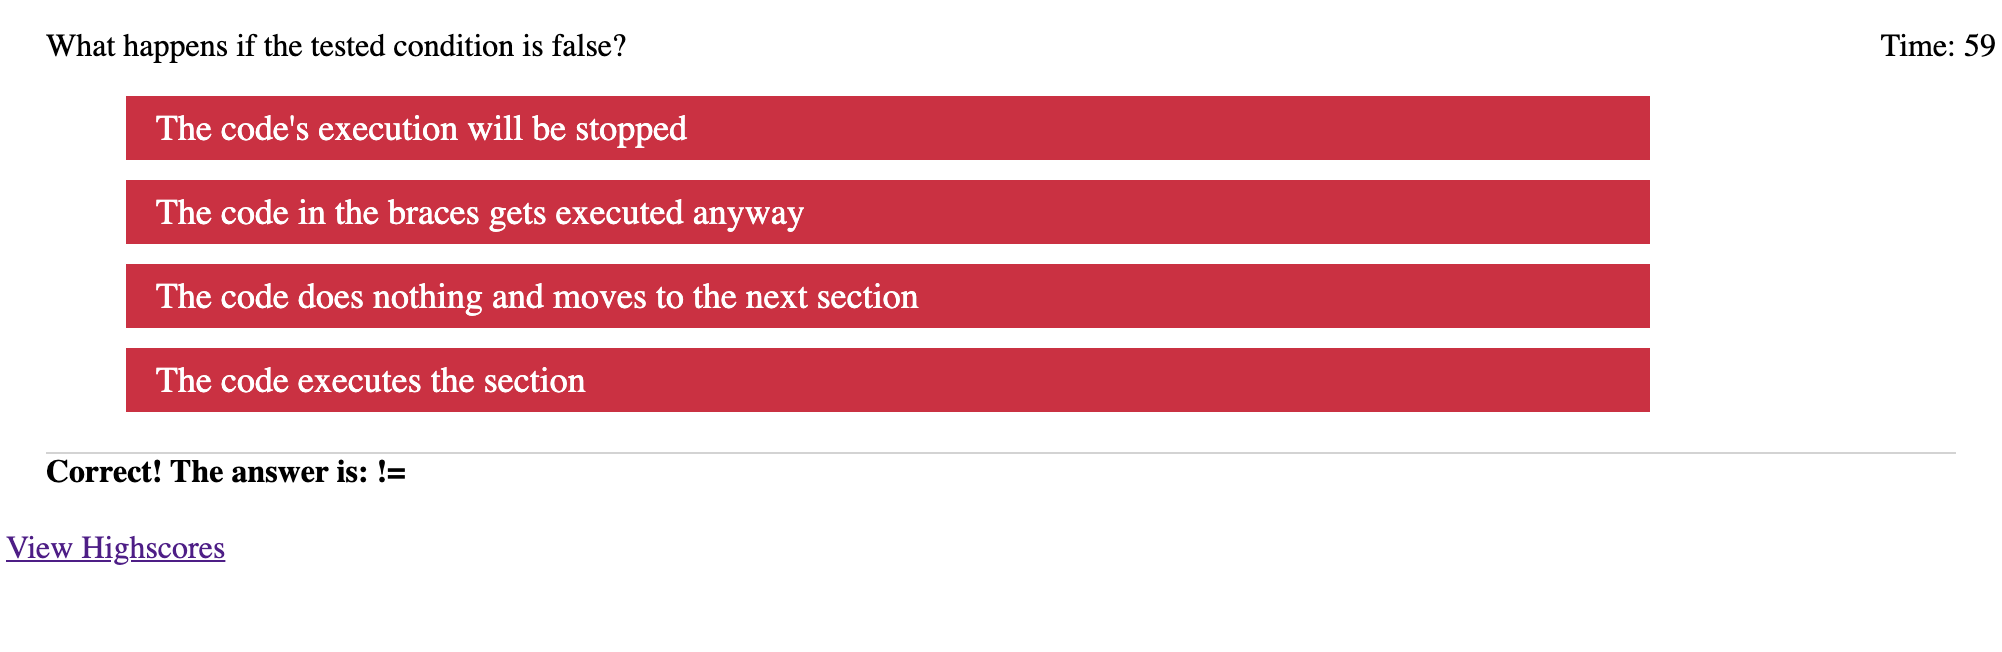 What happens if the tested condition is false?
Time: 59
The code's execution will be stopped
The code in the braces gets executed anyway
The code does nothing and moves to the next section
The code executes the section
Correct! The answer is: !=
View Highscores